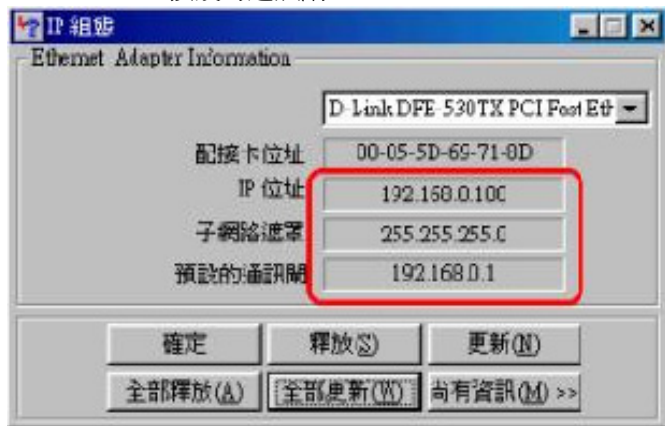 IP 組態
Ethernet Adapter Information
D-Link DFE-530TX PCI Fast Eth
配接卡位址 00-05-5D-69-71-0D
IP 位址 192.168.0.100
子網路遮罩 255.255.255.0
預設的通訊閘 192.168.0.1
確定 釋放(S) 更新(N)
全部釋放(A) 全部更新(W) 尚有資訊(M) >>